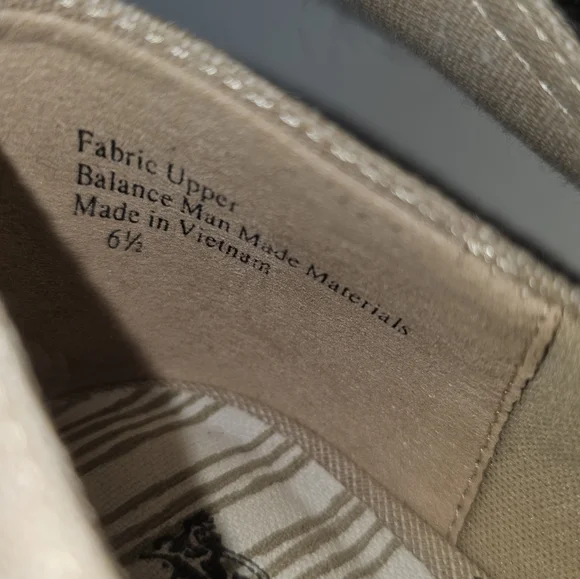 Fabric Upper
Balance Man Made Materials
Made in Vietnam
6½